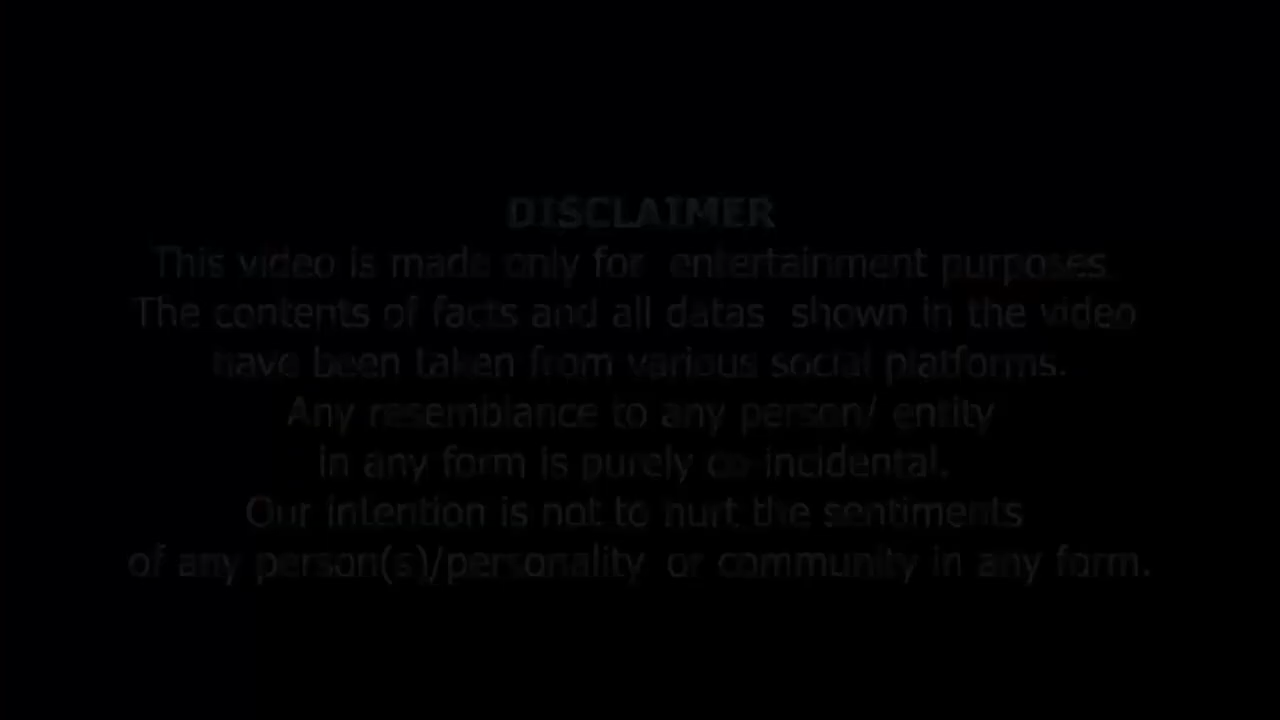 DISCLAIMER
This video is made only for entertainment purposes.
The contents of facts and all datas shown in the video
have been taken from various social platforms.
Any resemblance to any person/ entity
in any form is purely co-incidental.
Our intention is not to hurt the sentiments
of any person(s)/personality or community in any form.